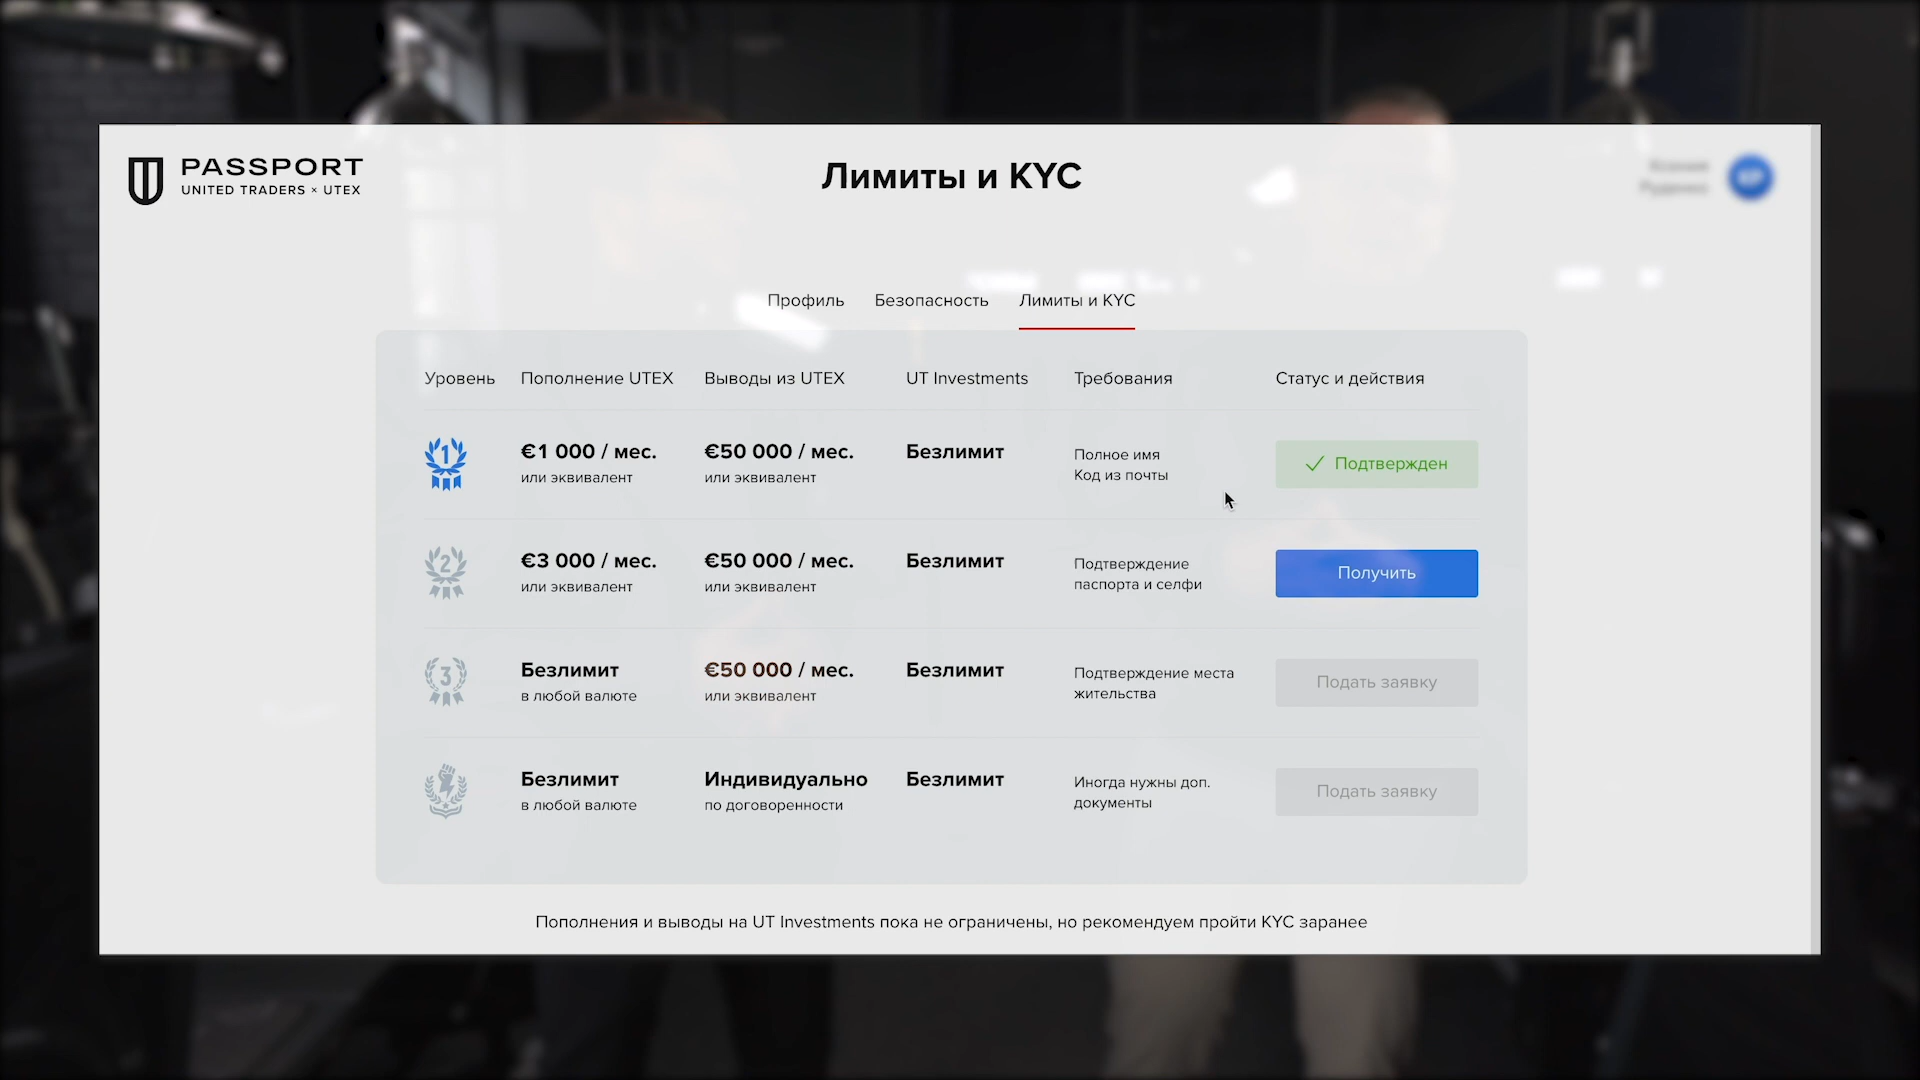 PASSPORT
UNITED TRADERS × UTEX
Лимиты и KYC
Профиль Безопасность Лимиты и KYC
Уровень Пополнение UTEX Выводы из UTEX UT Investments Требования Статус и действия
1 €1 000 / мес. €50 000 / мес. Безлимит Полное имя Подтвержден
или эквивалент или эквивалент Код из почты
2 €3 000 / мес. €50 000 / мес. Безлимит Подтверждение Получить
или эквивалент или эквивалент паспорта и селфи
3 Безлимит €50 000 / мес. Безлимит Подтверждение места Подать заявку
в любой валюте или эквивалент жительства
Безлимит Индивидуально Безлимит Иногда нужны доп. Подать заявку
в любой валюте по договоренности документы
Пополнения и выводы на UT Investments пока не ограничены, но рекомендуем пройти KYC заранее